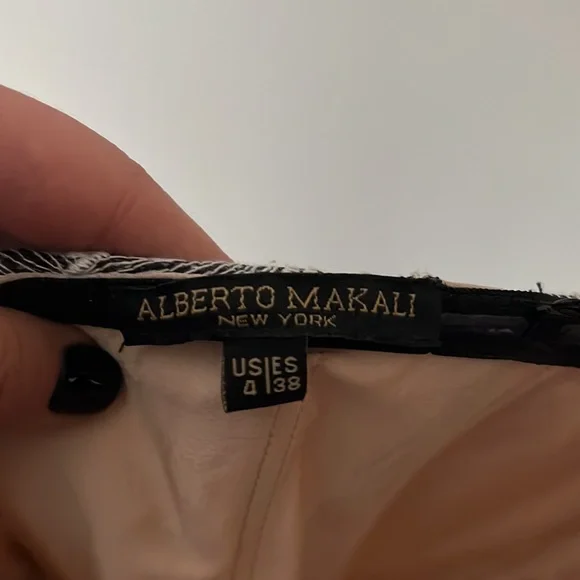 ALBERTO MAKALI
NEW YORK
US|ES
4|38